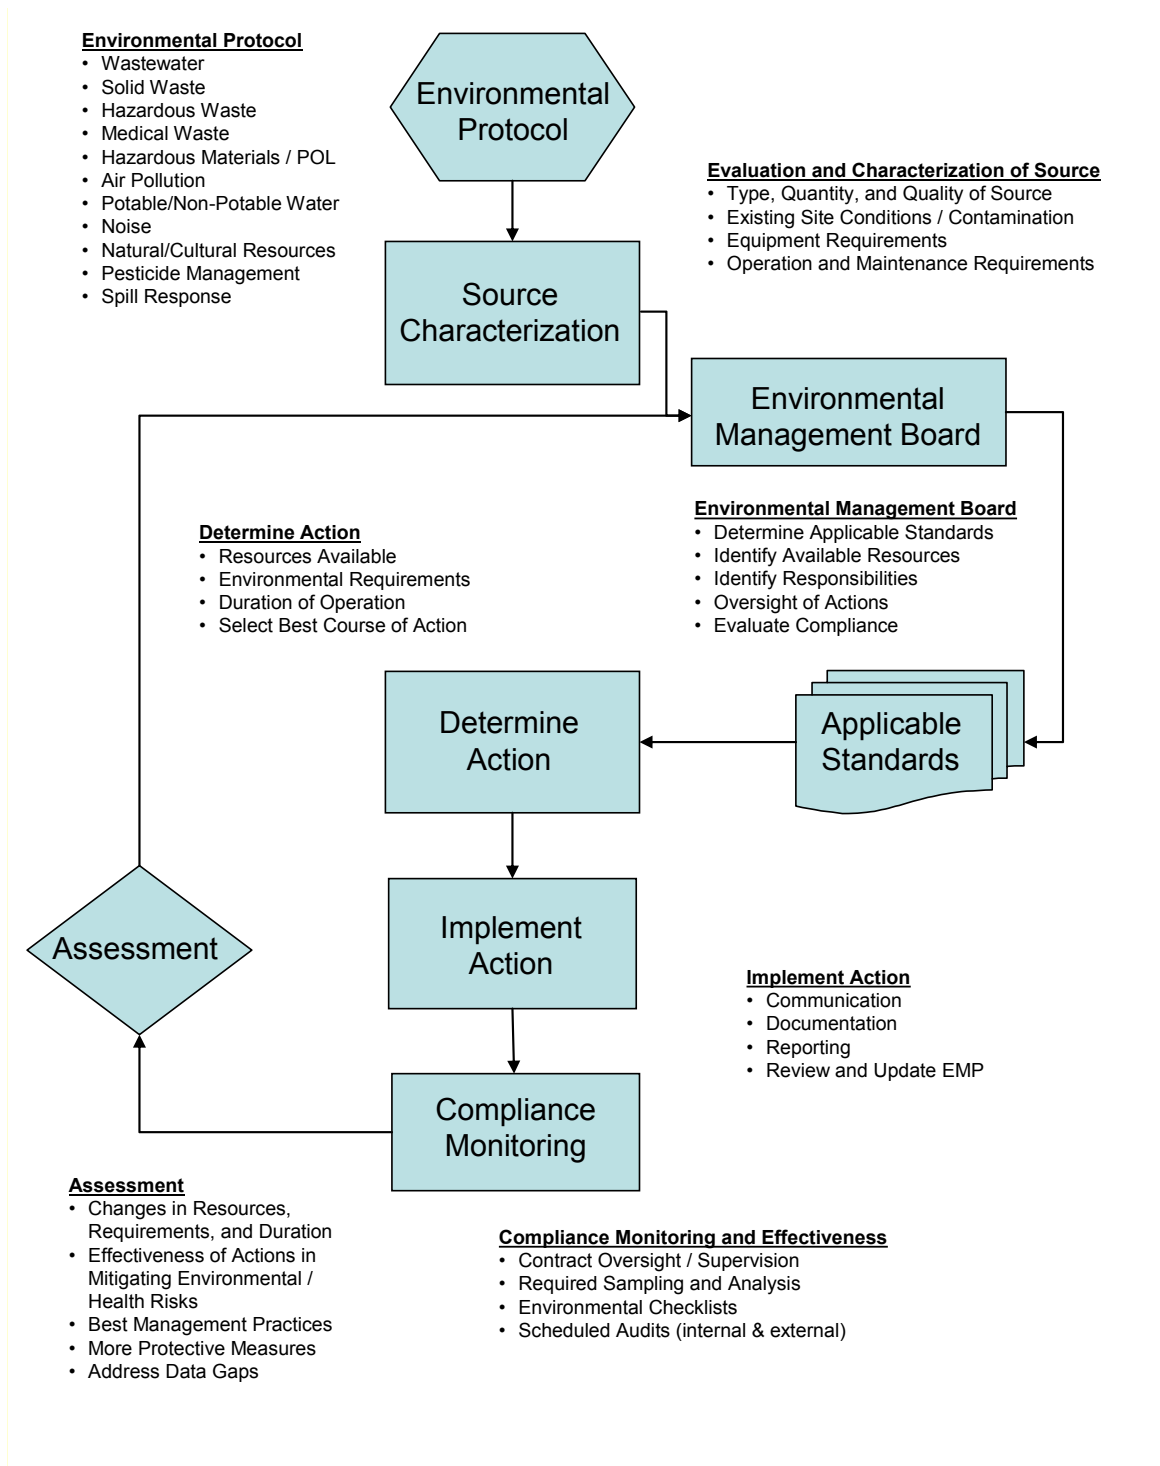 Environmental Protocol
• Wastewater
• Solid Waste
• Hazardous Waste
• Medical Waste
• Hazardous Materials / POL
• Air Pollution
• Potable/Non-Potable Water
• Noise
• Natural/Cultural Resources
• Pesticide Management
• Spill Response
Environmental
Protocol
Evaluation and Characterization of Source
• Type, Quantity, and Quality of Source
• Existing Site Conditions / Contamination
• Equipment Requirements
• Operation and Maintenance Requirements
Source
Characterization
Environmental
Management Board
Environmental Management Board
• Determine Applicable Standards
• Identify Available Resources
• Identify Responsibilities
• Oversight of Actions
• Evaluate Compliance
Determine Action
• Resources Available
• Environmental Requirements
• Duration of Operation
• Select Best Course of Action
Applicable
Standards
Determine
Action
Implement
Action
Assessment
Implement Action
• Communication
• Documentation
• Reporting
• Review and Update EMP
Compliance
Monitoring
Assessment
• Changes in Resources,
Requirements, and Duration
• Effectiveness of Actions in
Mitigating Environmental /
Health Risks
• Best Management Practices
• More Protective Measures
• Address Data Gaps
Compliance Monitoring and Effectiveness
• Contract Oversight / Supervision
• Required Sampling and Analysis
• Environmental Checklists
• Scheduled Audits (internal & external)